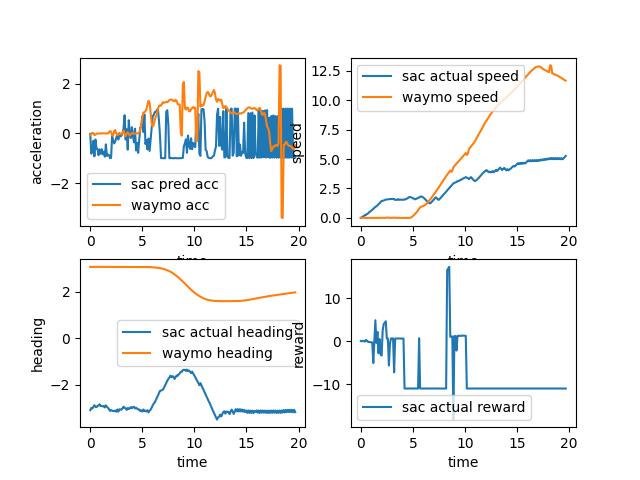 acceleration
2
0
−2
sac pred acc
waymo acc
0
5
10
15
20
time
speed
12.5
10.0
7.5
5.0
2.5
0.0
sac actual speed
waymo speed
0
5
10
15
20
time
heading
2
0
−2
sac actual heading
waymo heading
0
5
10
15
20
time
reward
10
0
−10
sac actual reward
0
5
10
15
20
time